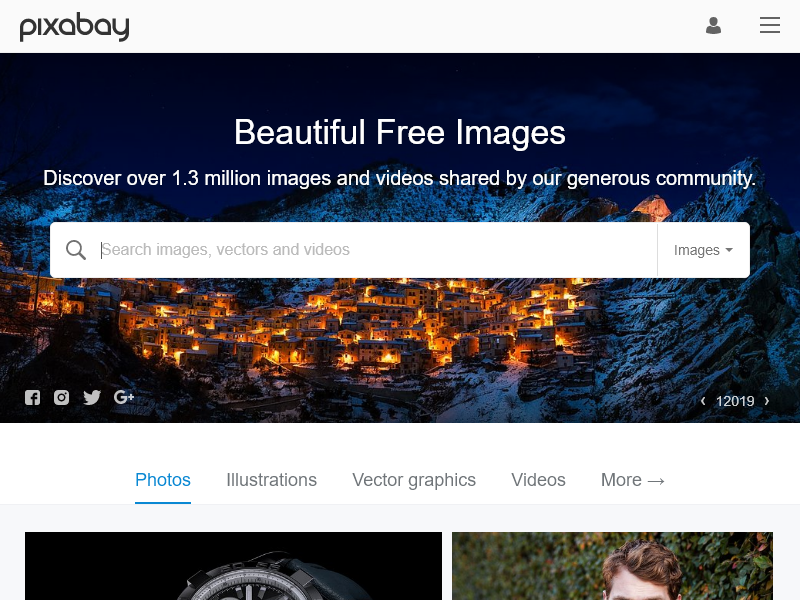 pixabay
Beautiful Free Images
Discover over 1.3 million images and videos shared by our generous community.
Search images, vectors and videos
Images
G+
‹ 12019 ›
Photos
Illustrations
Vector graphics
Videos
More →